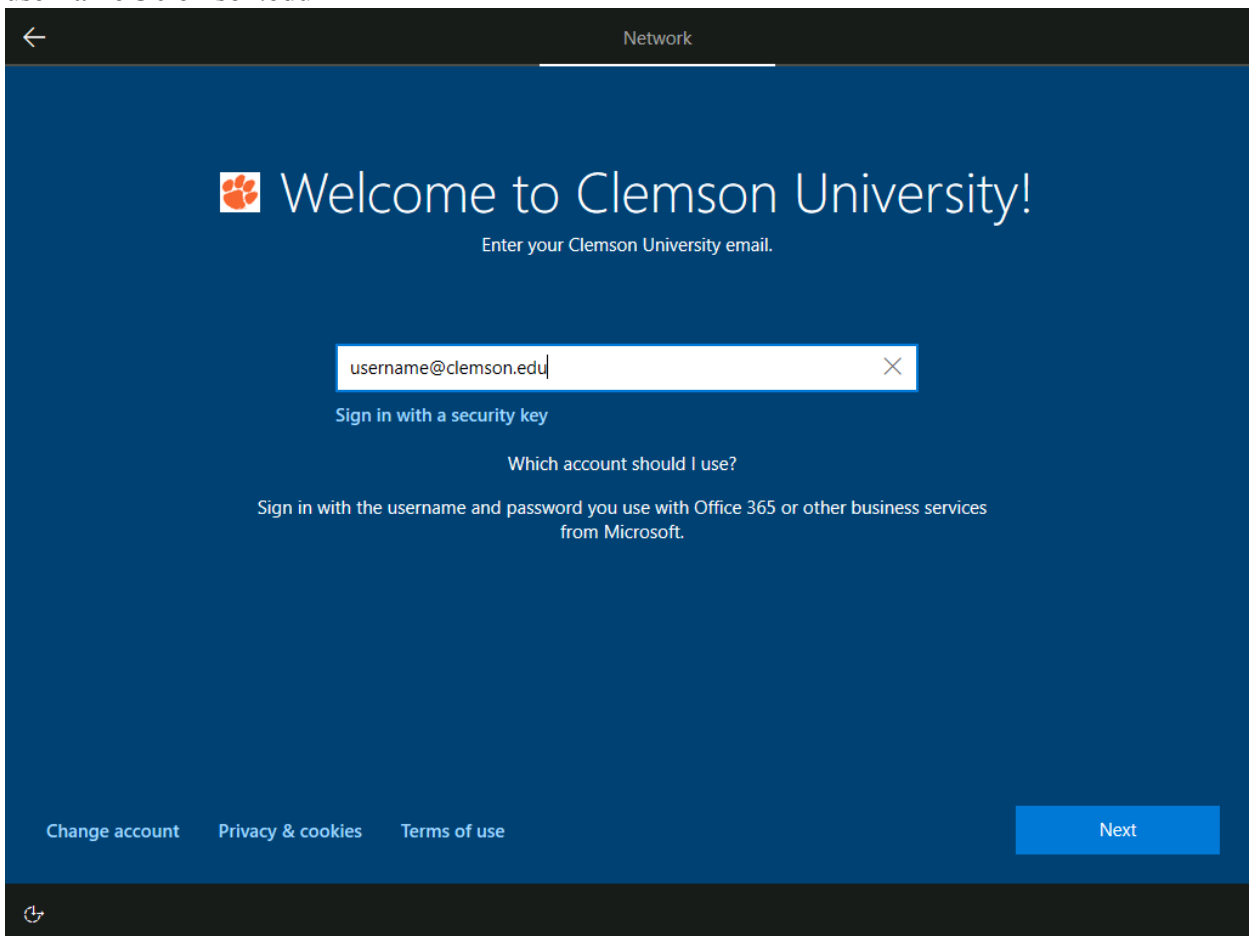 Network
Welcome to Clemson University!
Enter your Clemson University email.
username@clemson.edu
Sign in with a security key
Which account should I use?
Sign in with the username and password you use with Office 365 or other business services
from Microsoft.
Change account Privacy & cookies Terms of use Next